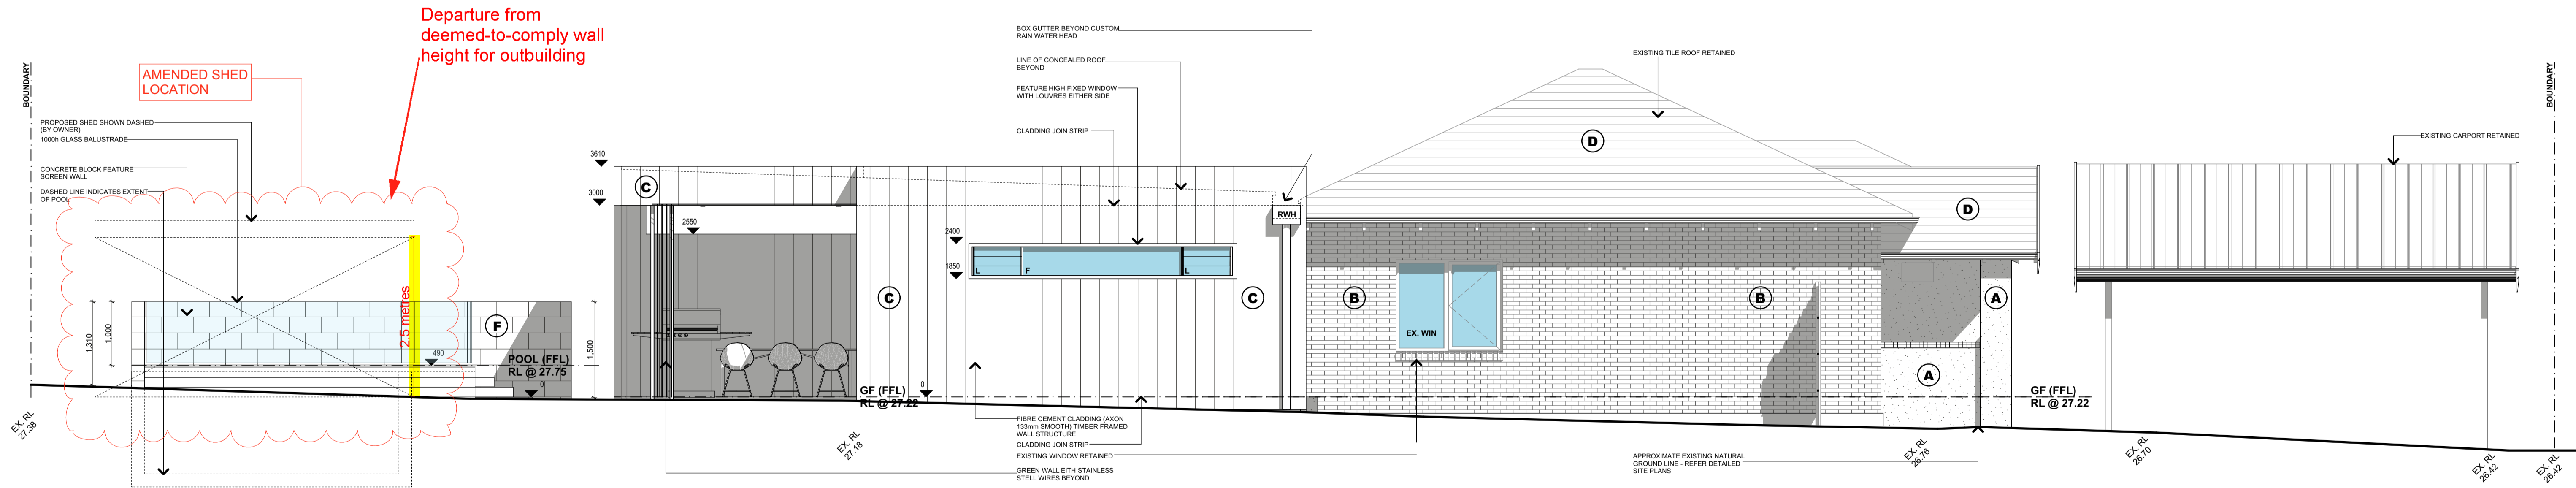 Departure from
deemed-to-comply wall
height for outbuilding
AMENDED SHED
LOCATION
BOUNDARY
PROPOSED SHED SHOWN DASHED
(BY OWNER)
1000h GLASS BALUSTRADE
CONCRETE BLOCK FEATURE
SCREEN WALL
DASHED LINE INDICATES EXTENT
OF POOL
BOX GUTTER BEYOND CUSTOM
RAIN WATER HEAD
LINE OF CONCEALED ROOF
BEYOND
FEATURE HIGH FIXED WINDOW
WITH LOUVRES EITHER SIDE
CLADDING JOIN STRIP
EXISTING TILE ROOF RETAINED
EXISTING CARPORT RETAINED
BOUNDARY
3610
3000
2550
2400
1850
C
RWH
D
D
L
F
L
C
C
B
B
A
A
EX. WIN
F
2.5 metres
1,310
1,000
1,500
490
POOL (FFL)
RL @ 27.75
0
GF (FFL)
RL @ 27.22
0
GF (FFL)
RL @ 27.22
EX. RL
27.38
EX. RL
27.18
EX. RL
26.76
EX. RL
26.70
EX. RL
26.42
EX. RL
26.42
FIBRE CEMENT CLADDING (AXON
133mm SMOOTH) TIMBER FRAMED
WALL STRUCTURE
CLADDING JOIN STRIP
EXISTING WINDOW RETAINED
GREEN WALL EITH STAINLESS
STELL WIRES BEYOND
APPROXIMATE EXISTING NATURAL
GROUND LINE - REFER DETAILED
SITE PLANS